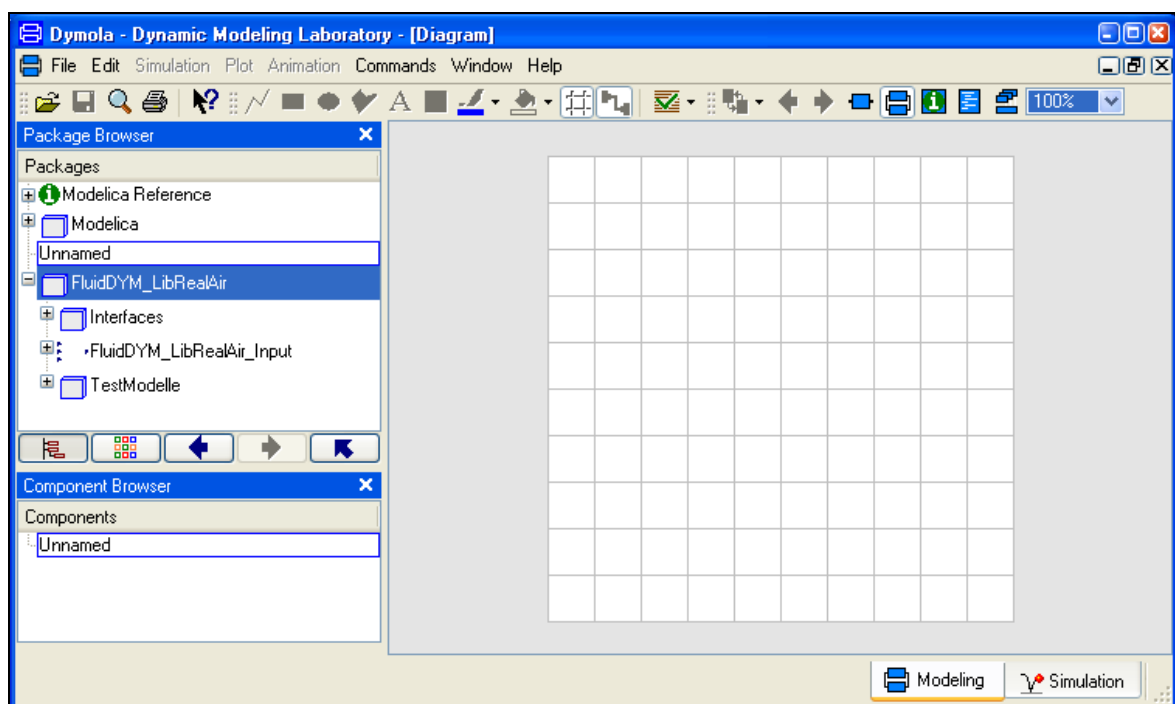 Dymola - Dynamic Modeling Laboratory - [Diagram]
File Edit Simulation Plot Animation Commands Window Help
100%
Package Browser
Packages
Modelica Reference
Modelica
Unnamed
FluidDYM_LibRealAir
Interfaces
FluidDYM_LibRealAir_Input
TestModelle
Component Browser
Components
Unnamed
Modeling Simulation